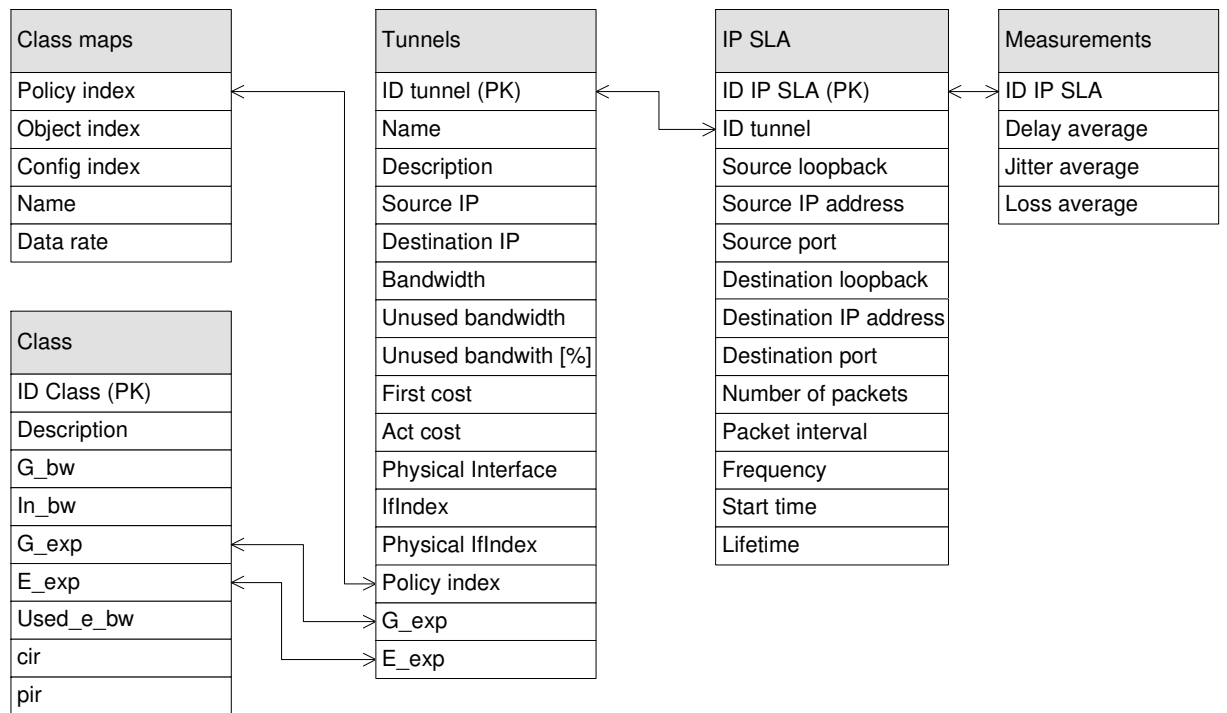 Class maps
Policy index
Object index
Config index
Name
Data rate
Class
ID Class (PK)
Description
G_bw
In_bw
G_exp
E_exp
Used_e_bw
cir
pir
Tunnels
ID tunnel (PK)
Name
Description
Source IP
Destination IP
Bandwidth
Unused bandwidth
Unused bandwith [%]
First cost
Act cost
Physical Interface
IfIndex
Physical IfIndex
Policy index
G_exp
E_exp
IP SLA
ID IP SLA (PK)
ID tunnel
Source loopback
Source IP address
Source port
Destination loopback
Destination IP address
Destination port
Number of packets
Packet interval
Frequency
Start time
Lifetime
Measurements
ID IP SLA
Delay average
Jitter average
Loss average